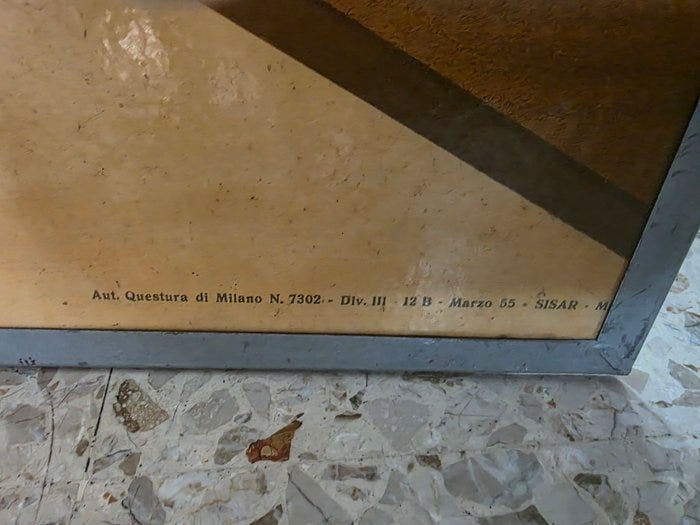 Aut. Questura di Milano N. 7302 - Div. III 12 B - Marzo 55 - SISAR - M